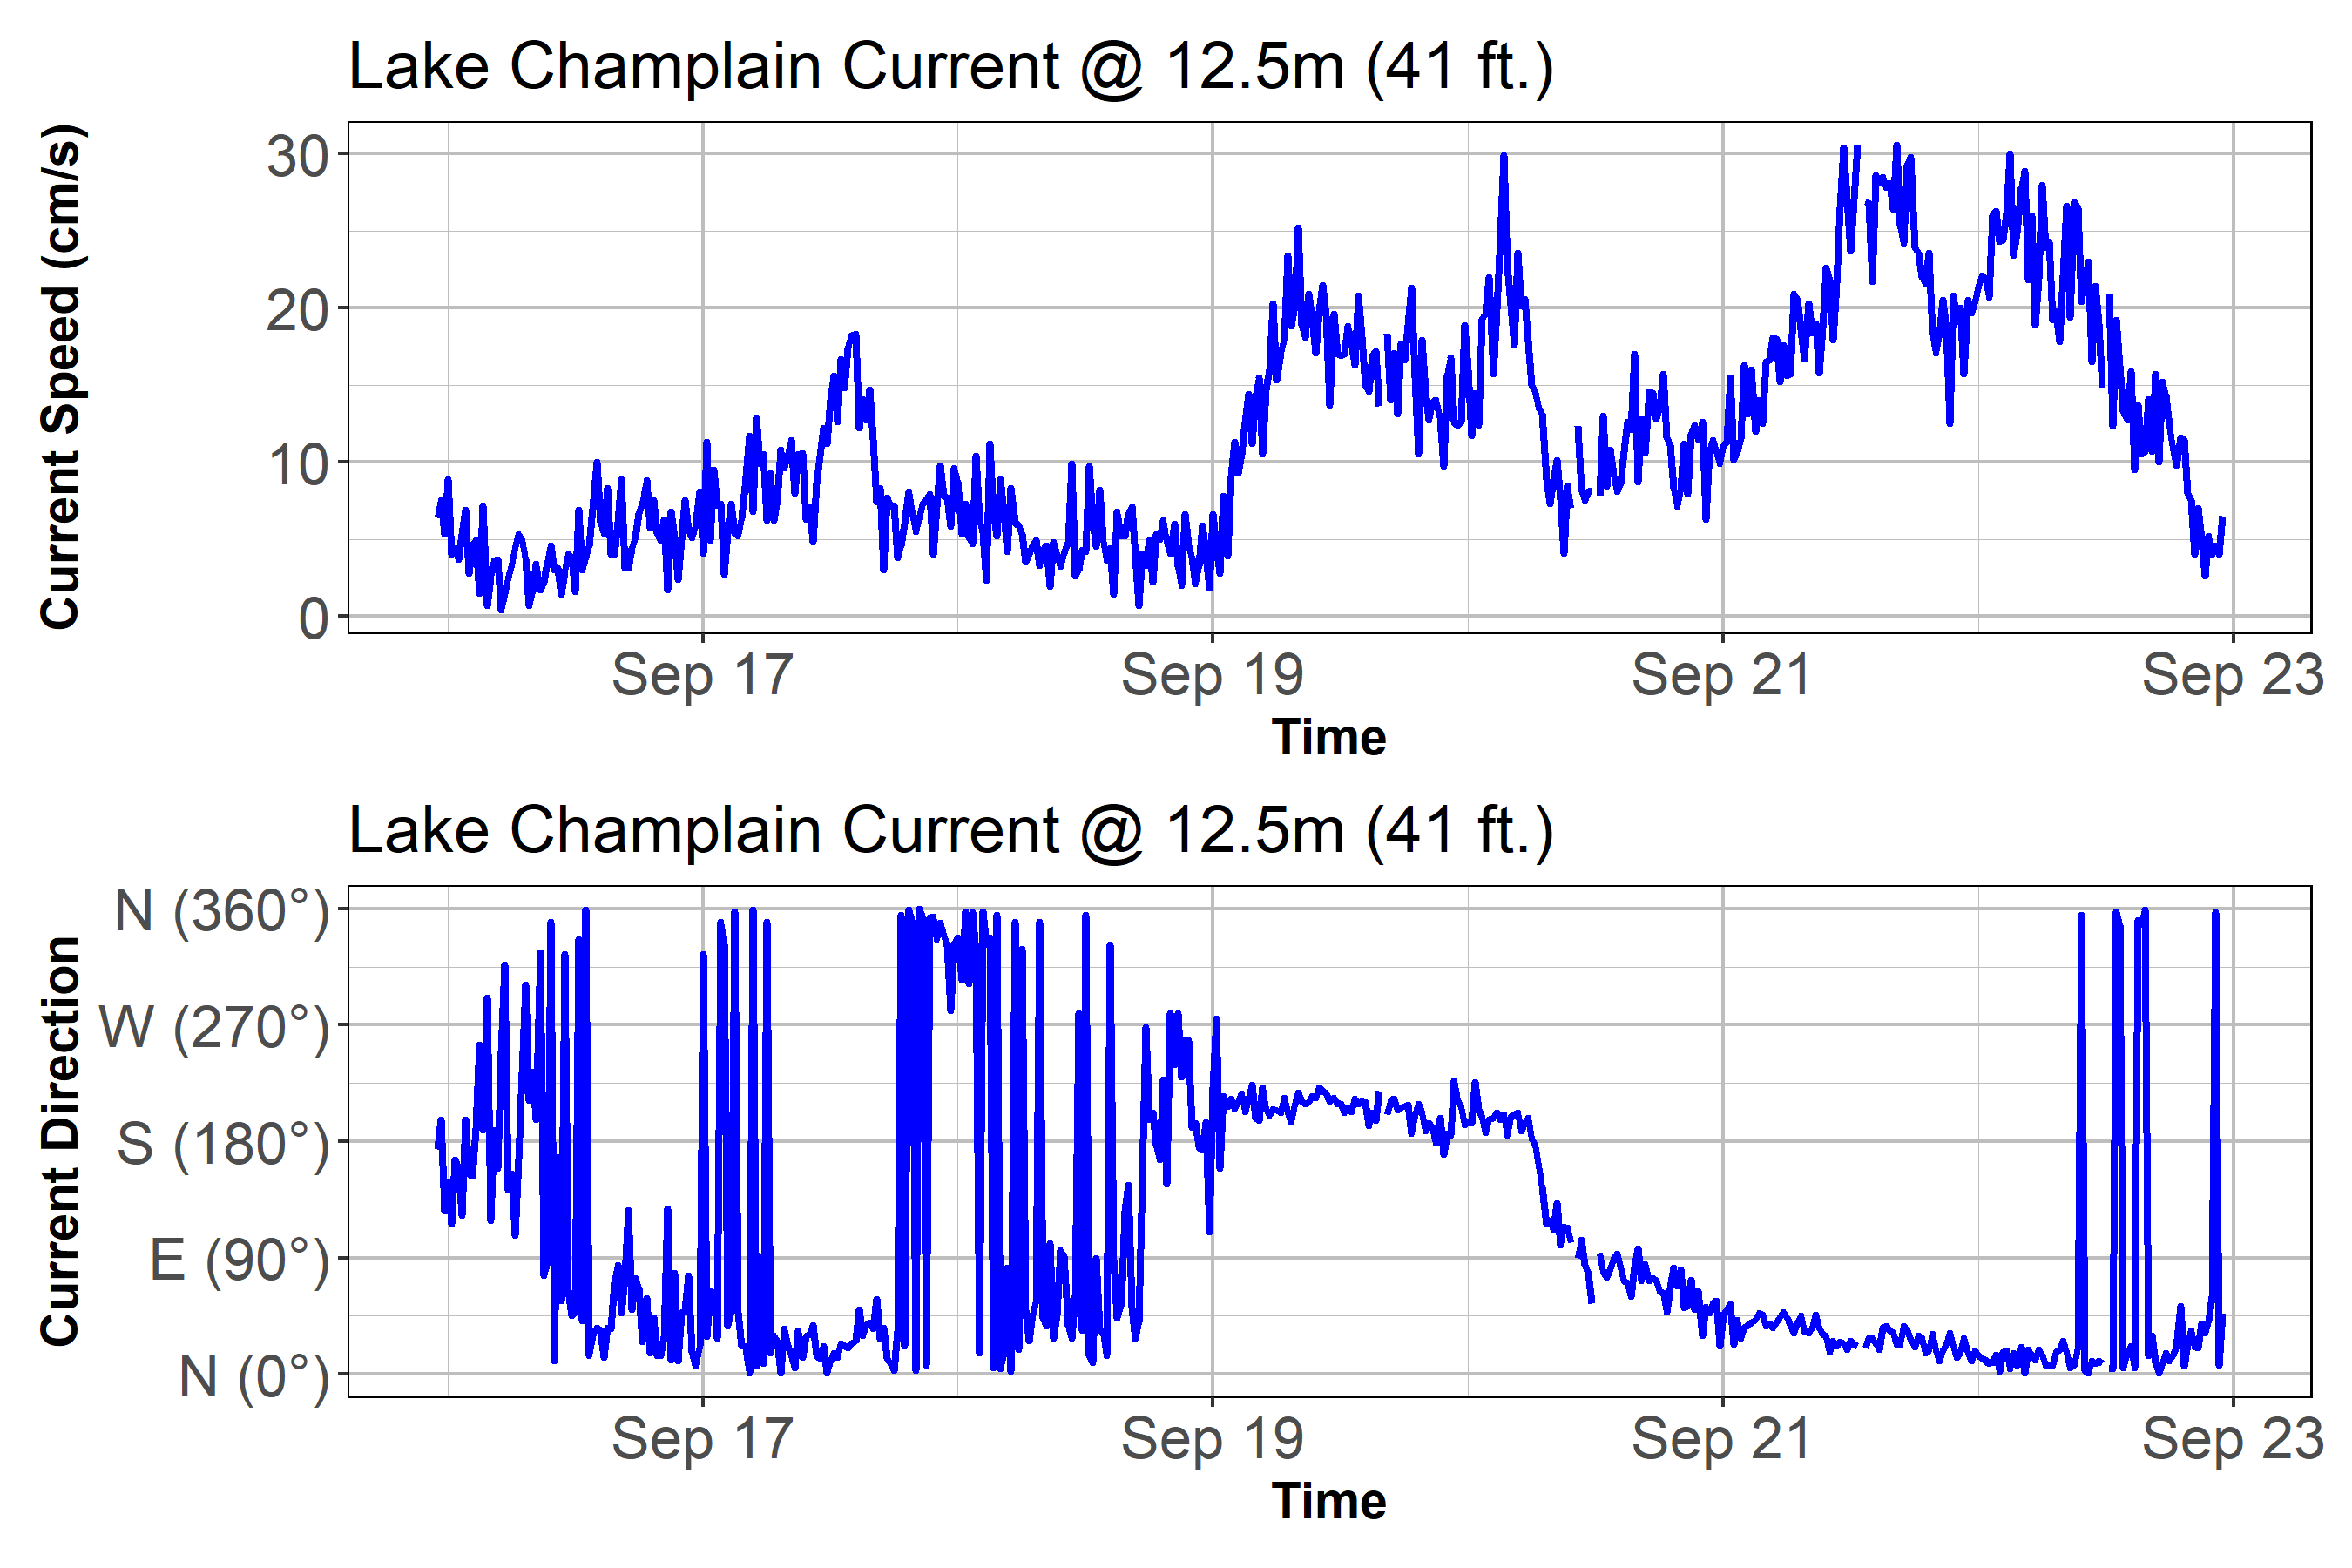 Lake Champlain Current @ 12.5m (41 ft.)
Current Speed (cm/s)
30
20
10
0
Sep 17 Sep 19 Sep 21 Sep 23
Time
Lake Champlain Current @ 12.5m (41 ft.)
Current Direction
N (360°)
W (270°)
S (180°)
E (90°)
N (0°)
Sep 17 Sep 19 Sep 21 Sep 23
Time